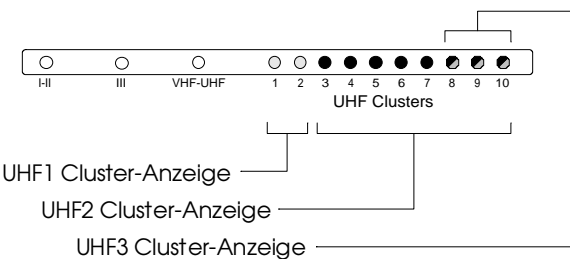 I-II III VHF-UHF 1 2 3 4 5 6 7 8 9 10
UHF Clusters
UHF1 Cluster-Anzeige
UHF2 Cluster-Anzeige
UHF3 Cluster-Anzeige